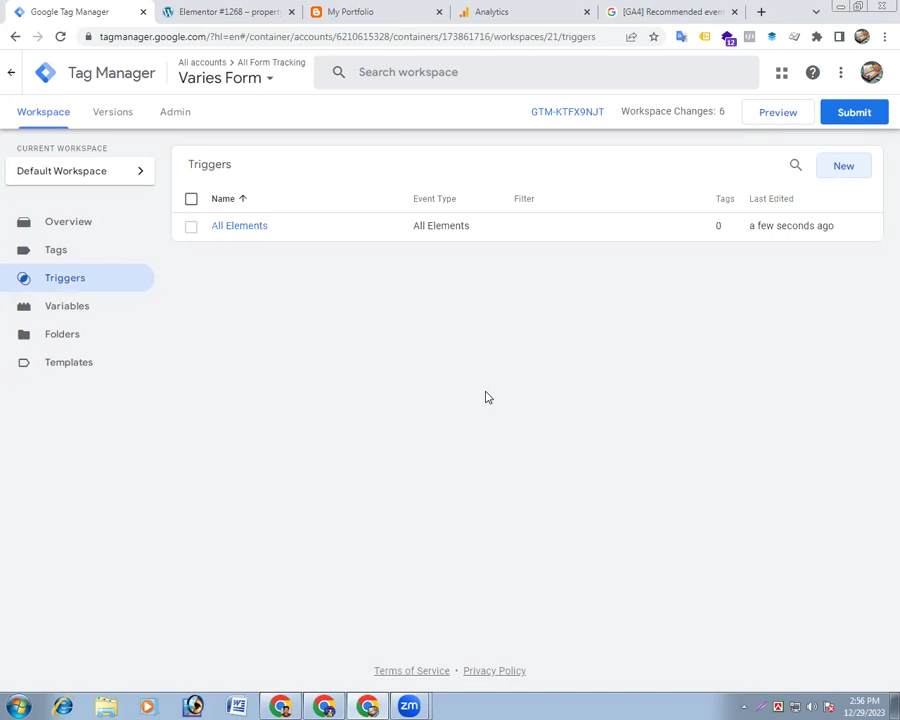 Google Tag Manager
Elementor #1268 – property
My Portfolio
Analytics
[GA4] Recommended even
tagmanager.google.com/?hl=en#/container/accounts/6210615328/containers/173861716/workspaces/21/triggers
12
Tag Manager
All accounts > All Form Tracking
Varies Form
Search workspace
Workspace
Versions
Admin
GTM-KTFX9NJT
Workspace Changes: 6
Preview
Submit
CURRENT WORKSPACE
Default Workspace
Overview
Tags
Triggers
Variables
Folders
Templates
Triggers
New
Name
Event Type
Filter
Tags
Last Edited
All Elements
All Elements
0
a few seconds ago
Terms of Service • Privacy Policy
zm
2:56 PM
12/29/2023